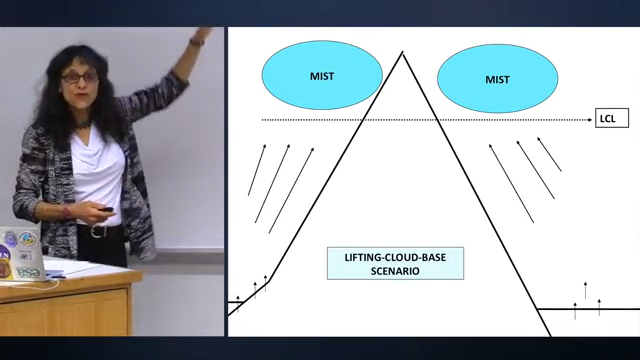 MIST
MIST
LCL
LIFTING-CLOUD-BASE
SCENARIO